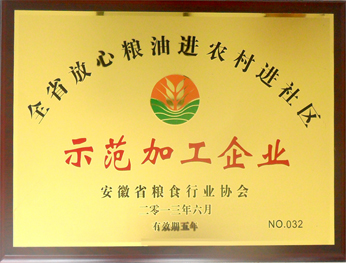 全省放心粮油进农村进社区
示范加工企业
安徽省粮食行业协会
二〇一三年六月
有效期五年
NO.032